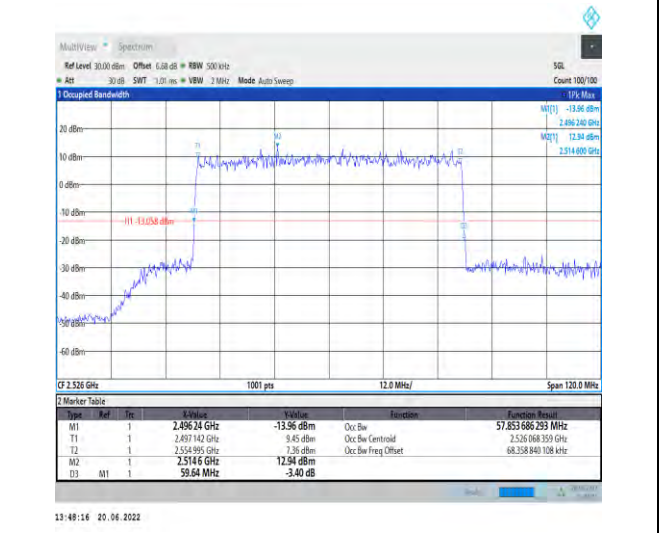 MultiView Spectrum
Ref Level 30.00 dBm Offset 6.68 dB RBW 500 kHz SGL
Att 30 dB SWT 1.01 ms VBW 2 MHz Mode Auto Sweep Count 100/100
1 Occupied Bandwidth 1Pk Max
M1[1] -13.96 dBm
2.496 240 GHz
M2[1] 12.94 dBm
2.514 600 GHz
20 dBm
M2
T1
10 dBm
0 dBm
-10 dBm
H1 -13.058 dBm
-20 dBm
-30 dBm
-40 dBm
-50 dBm
-60 dBm
CF 2.526 GHz 1001 pts 12.0 MHz/ Span 120.0 MHz
2 Marker Table
Type Ref Trc X-Value Y-Value Function Function Result
M1 1 2.496 24 GHz -13.96 dBm Occ Bw 57.853 686 293 MHz
T1 1 2.497 142 GHz 9.45 dBm Occ Bw Centroid 2.526 068 359 GHz
T2 1 2.554 995 GHz 7.36 dBm Occ Bw Freq Offset 68.358 840 108 kHz
M2 1 2.514 6 GHz 12.94 dBm
D3 M1 1 59.64 MHz -3.40 dB
13:48:16 20.06.2022